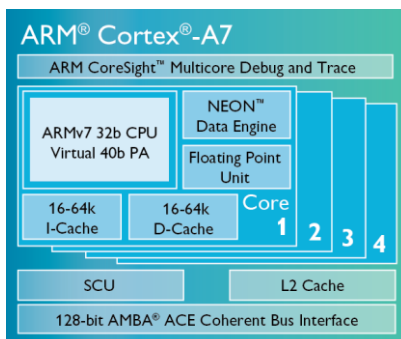 ARM® Cortex®-A7
ARM CoreSight™ Multicore Debug and Trace
ARMv7 32b CPU
Virtual 40b PA
NEON™
Data Engine
Floating Point
Unit
16-64k
I-Cache
16-64k
D-Cache
Core
1
2
3
4
SCU
L2 Cache
128-bit AMBA® ACE Coherent Bus Interface